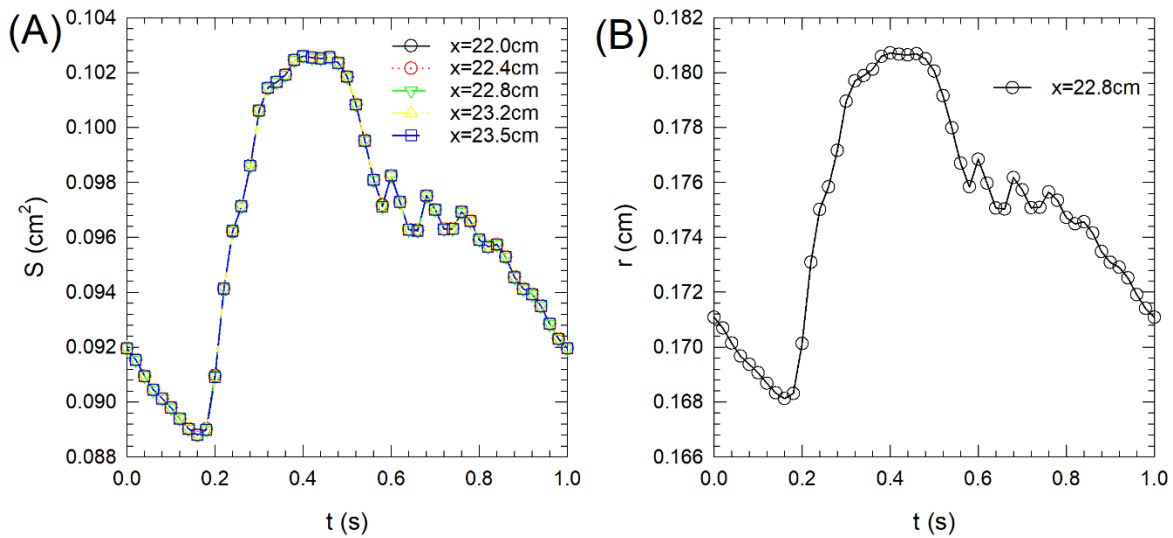 (A)
0.104
0.102
0.100
0.098
0.096
0.094
0.092
0.090
0.088
S (cm²)
x=22.0cm
x=22.4cm
x=22.8cm
x=23.2cm
x=23.5cm
0.0 0.2 0.4 0.6 0.8 1.0
t (s)
(B)
0.182
0.180
0.178
0.176
0.174
0.172
0.170
0.168
0.166
r (cm)
x=22.8cm
0.0 0.2 0.4 0.6 0.8 1.0
t (s)